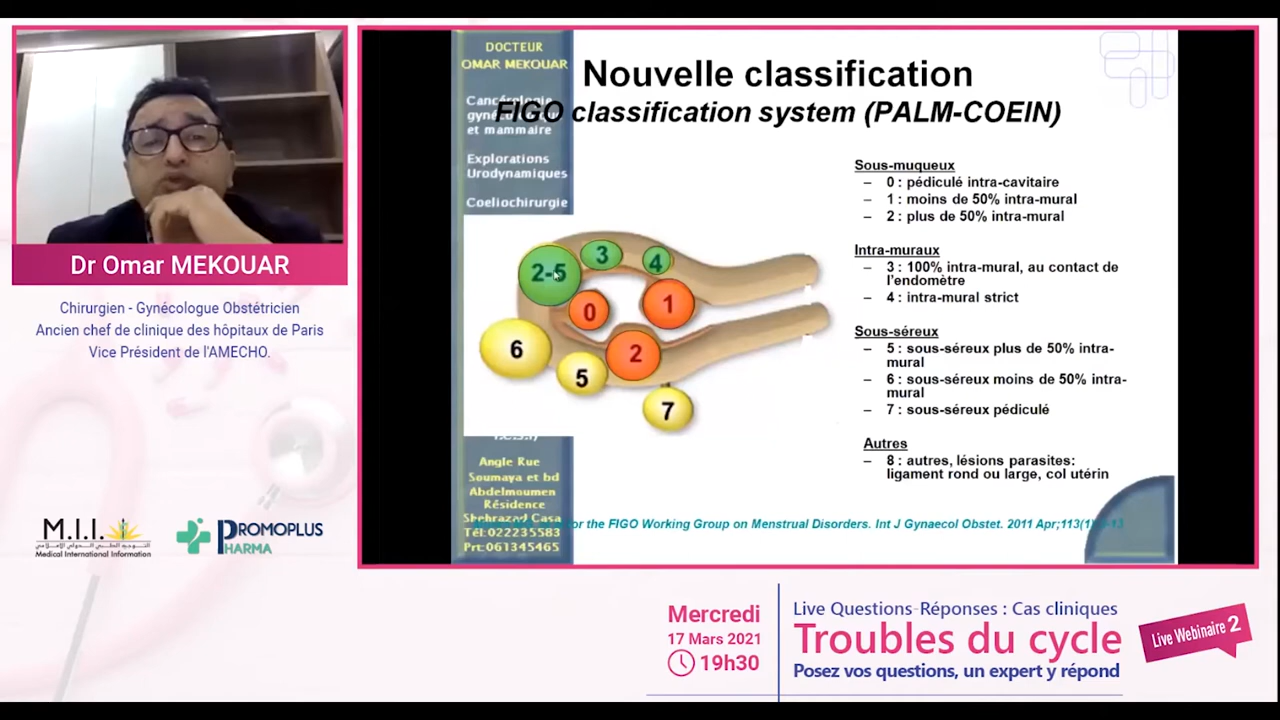 Dr Omar MEKOUAR
Chirurgien - Gynécologue Obstétricien
Ancien chef de clinique des hôpitaux de Paris
Vice Président de l'AMECHO.
M.I.I.
Medical International Information
PROMOPLUS
PHARMA
DOCTEUR
OMAR MEKOUAR
Cancérologie
et mammaire
Explorations
Urodynamiques
Coeliochirurgie
Nouvelle classification
FIGO classification system (PALM-COEIN)
2-5
3
4
0
1
6
5
2
7
Sous-muqueux
– 0 : pédiculé intra-cavitaire
– 1 : moins de 50% intra-mural
– 2 : plus de 50% intra-mural
Intra-muraux
– 3 : 100% intra-mural, au contact de
l'endomètre
– 4 : intra-mural strict
Sous-séreux
– 5 : sous-séreux plus de 50% intra-
mural
– 6 : sous-séreux moins de 50% intra-
mural
– 7 : sous-séreux pédiculé
Autres
– 8 : autres, lésions parasites:
ligament rond ou large, col utérin
Angle Rue
Soumaya et bd
Abdelmoumen
Résidence
Shehrazad Casa
Tél:022235583
Prt:061345465
for the FIGO Working Group on Menstrual Disorders. Int J Gynaecol Obstet. 2011 Apr;113(1)
Mercredi
17 Mars 2021
19h30
Live Questions-Réponses : Cas cliniques
Troubles du cycle
Posez vos questions, un expert y répond
Live Webinaire 2